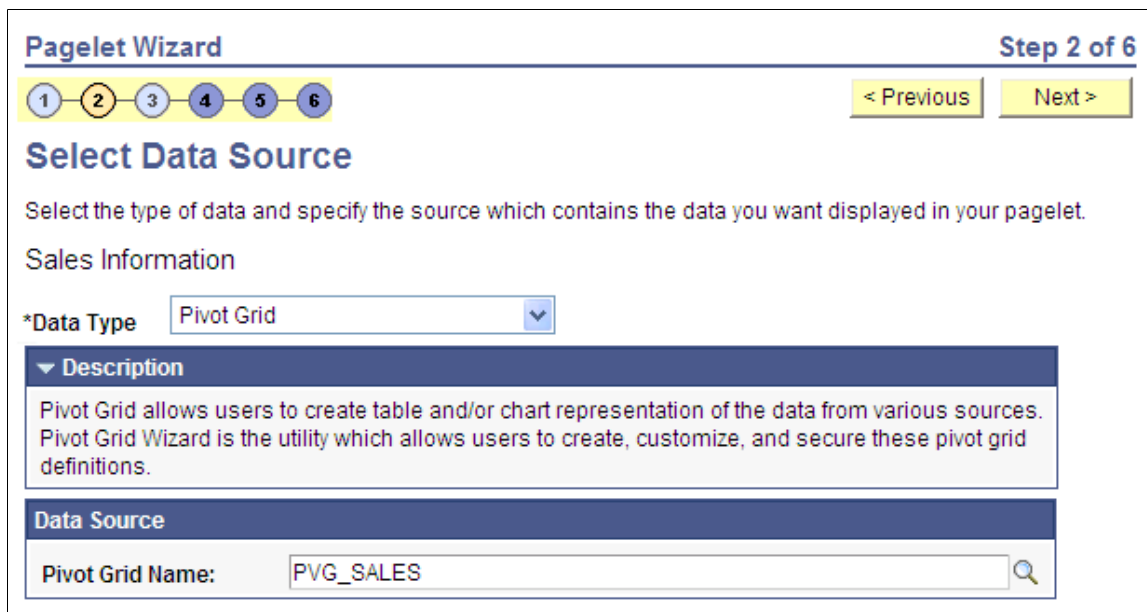 Pagelet Wizard Step 2 of 6
1 2 3 4 5 6 < Previous Next >
Select Data Source
Select the type of data and specify the source which contains the data you want displayed in your pagelet.
Sales Information
*Data Type Pivot Grid
Description
Pivot Grid allows users to create table and/or chart representation of the data from various sources.
Pivot Grid Wizard is the utility which allows users to create, customize, and secure these pivot grid
definitions.
Data Source
Pivot Grid Name: PVG_SALES